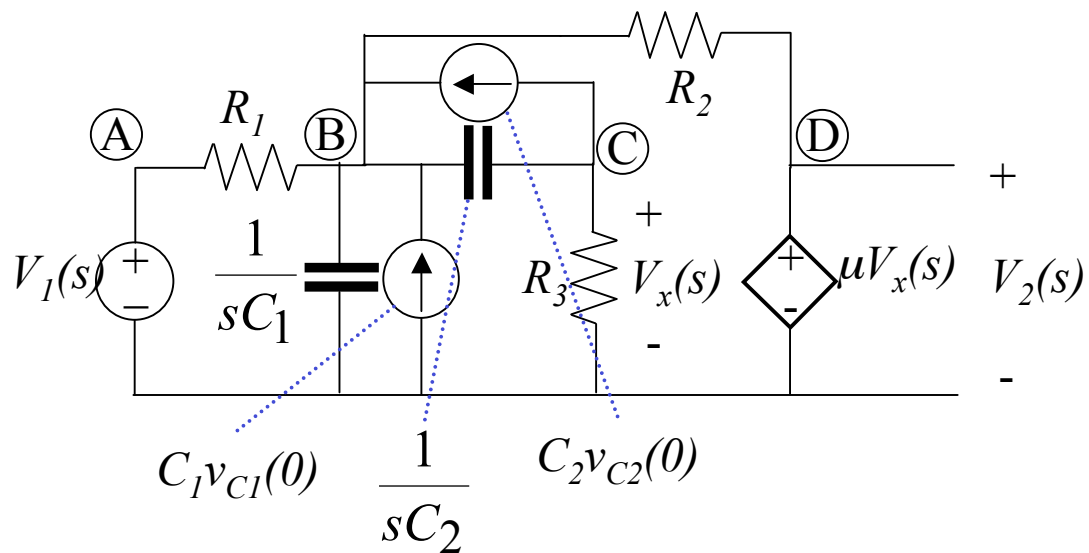 R2
A
R1
B
C
D
V1(s)
+
−
1
sC1
R3
+
Vx(s)
-
+
-
μVx(s)
+
V2(s)
-
C1vC1(0)
1
sC2
C2vC2(0)